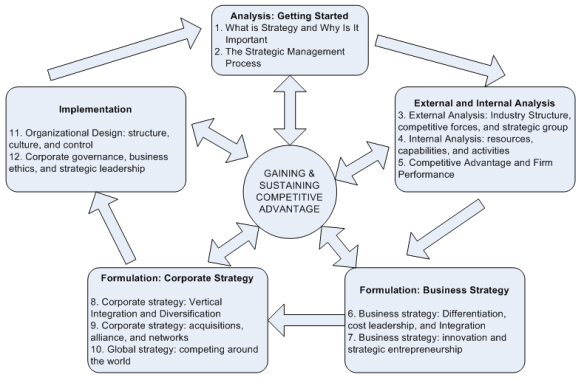 Analysis: Getting Started
1. What is Strategy and Why Is It
Important
2. The Strategic Management
Process
External and Internal Analysis
3. External Analysis: Industry Structure,
competitive forces, and strategic group
4. Internal Analysis: resources,
capabilities, and activities
5. Competitive Advantage and Firm
Performance
Formulation: Business Strategy
6. Business strategy: Differentiation,
cost leadership, and Integration
7. Business strategy: innovation and
strategic entrepreneurship
Formulation: Corporate Strategy
8. Corporate strategy: Vertical
Integration and Diversification
9. Corporate strategy: acquisitions,
alliance, and networks
10. Global strategy: competing around
the world
Implementation
11. Organizational Design: structure,
culture, and control
12. Corporate governance, business
ethics, and strategic leadership
GAINING &
SUSTAINING
COMPETITIVE
ADVANTAGE